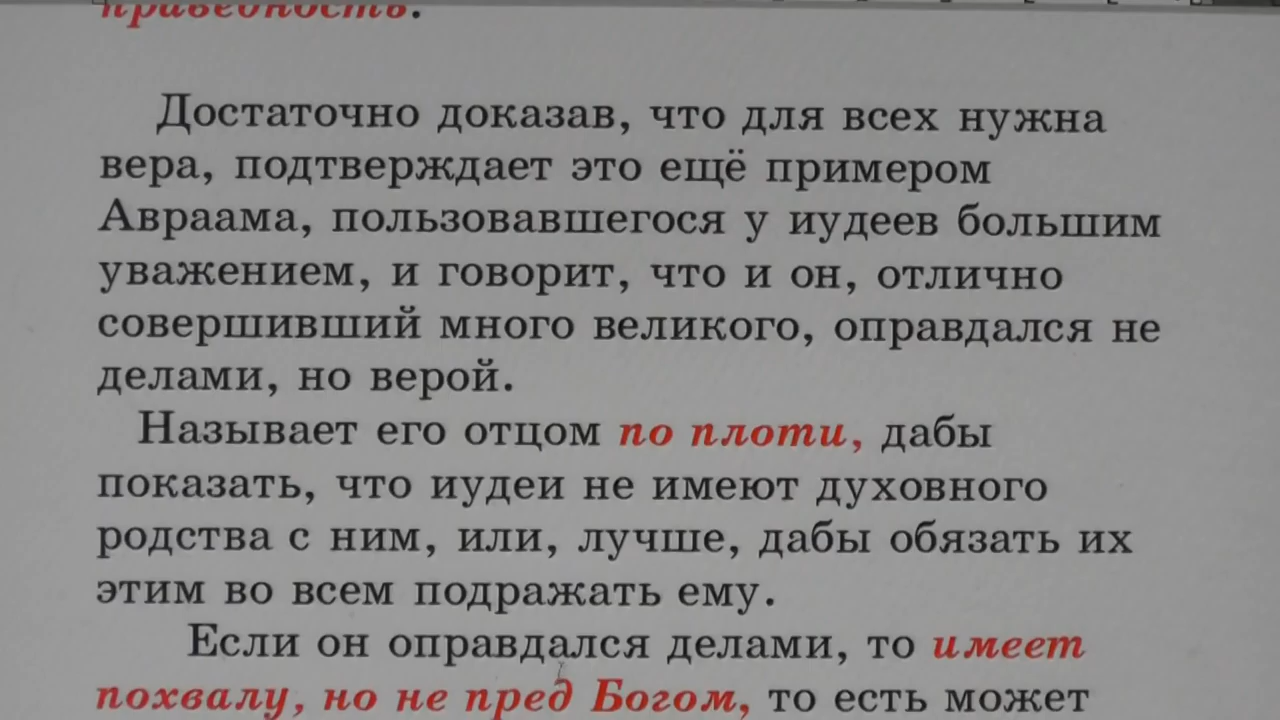 праведность.
Достаточно доказав, что для всех нужна
вера, подтверждает это ещё примером
Авраама, пользовавшегося у иудеев большим
уважением, и говорит, что и он, отлично
совершивший много великого, оправдался не
делами, но верой.
Называет его отцом по плоти, дабы
показать, что иудеи не имеют духовного
родства с ним, или, лучше, дабы обязать их
этим во всем подражать ему.
Если он оправдался делами, то имеет
похвалу, но не пред Богом, то есть может